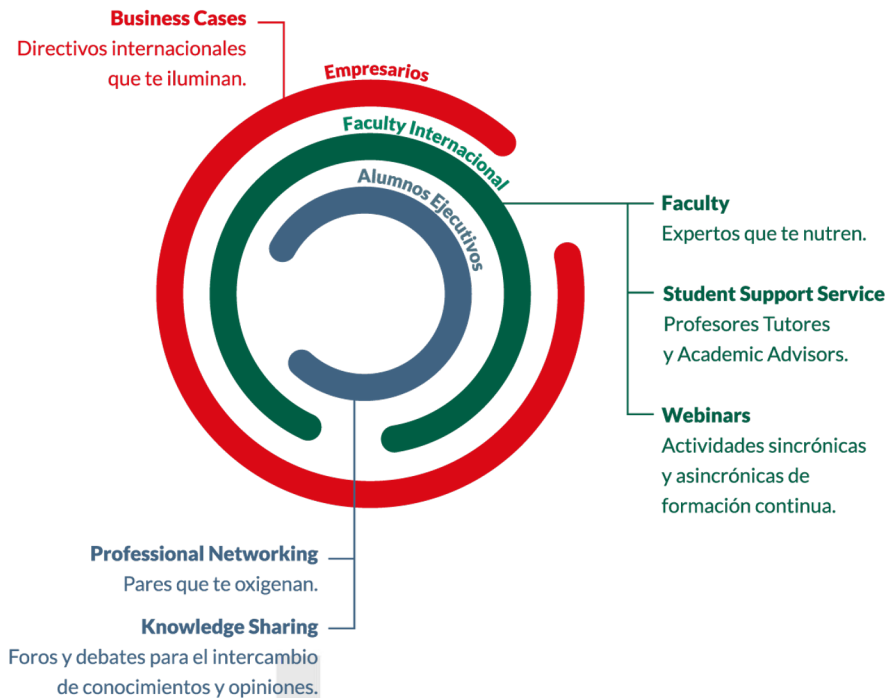 Business Cases
Directivos internacionales
que te iluminan.
Empresarios
Faculty Internacional
Alumnos Ejecutivos
Faculty
Expertos que te nutren.
Student Support Service
Profesores Tutores
y Academic Advisors.
Webinars
Actividades sincrónicas
y asincrónicas de
formación continua.
Professional Networking
Pares que te oxigenan.
Knowledge Sharing
Foros y debates para el intercambio
de conocimientos y opiniones.